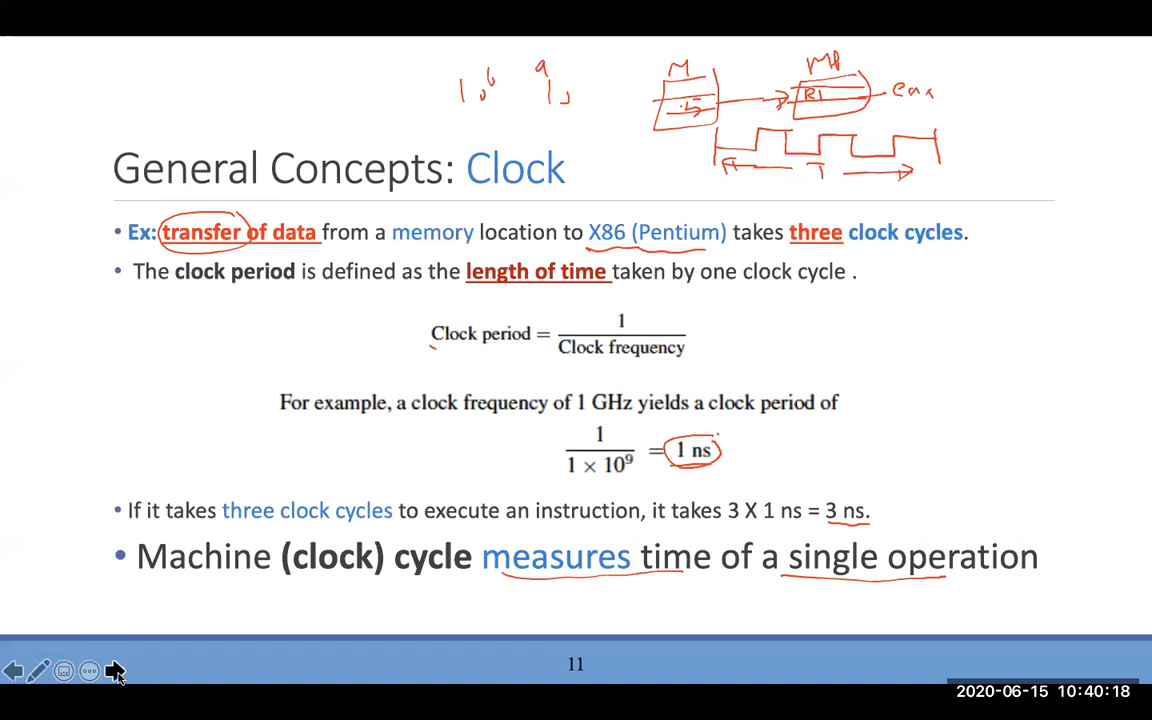 10⁶ 10⁹ M MP
R1 eax
T
General Concepts: Clock
• Ex: transfer of data from a memory location to X86 (Pentium) takes three clock cycles.
• The clock period is defined as the length of time taken by one clock cycle .
1
Clock period =
Clock frequency
For example, a clock frequency of 1 GHz yields a clock period of
1
= 1 ns
1 × 10⁹
• If it takes three clock cycles to execute an instruction, it takes 3 X 1 ns = 3 ns.
• Machine (clock) cycle measures time of a single operation
11
2020-06-15 10:40:18